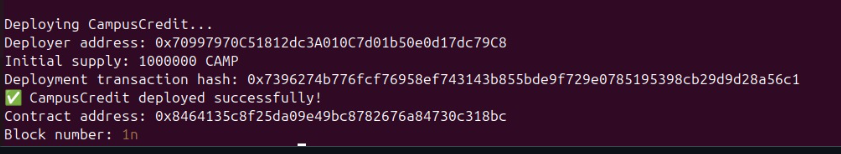 Deploying CampusCredit...
Deployer address: 0x70997970C51812dc3A010C7d01b50e0d17dc79C8
Initial supply: 1000000 CAMP
Deployment transaction hash: 0x7396274b776fcf76958ef743143b855bde9f729e0785195398cb29d9d28a56c1
✅ CampusCredit deployed successfully!
Contract address: 0x8464135c8f25da09e49bc8782676a84730c318bc
Block number: 1n